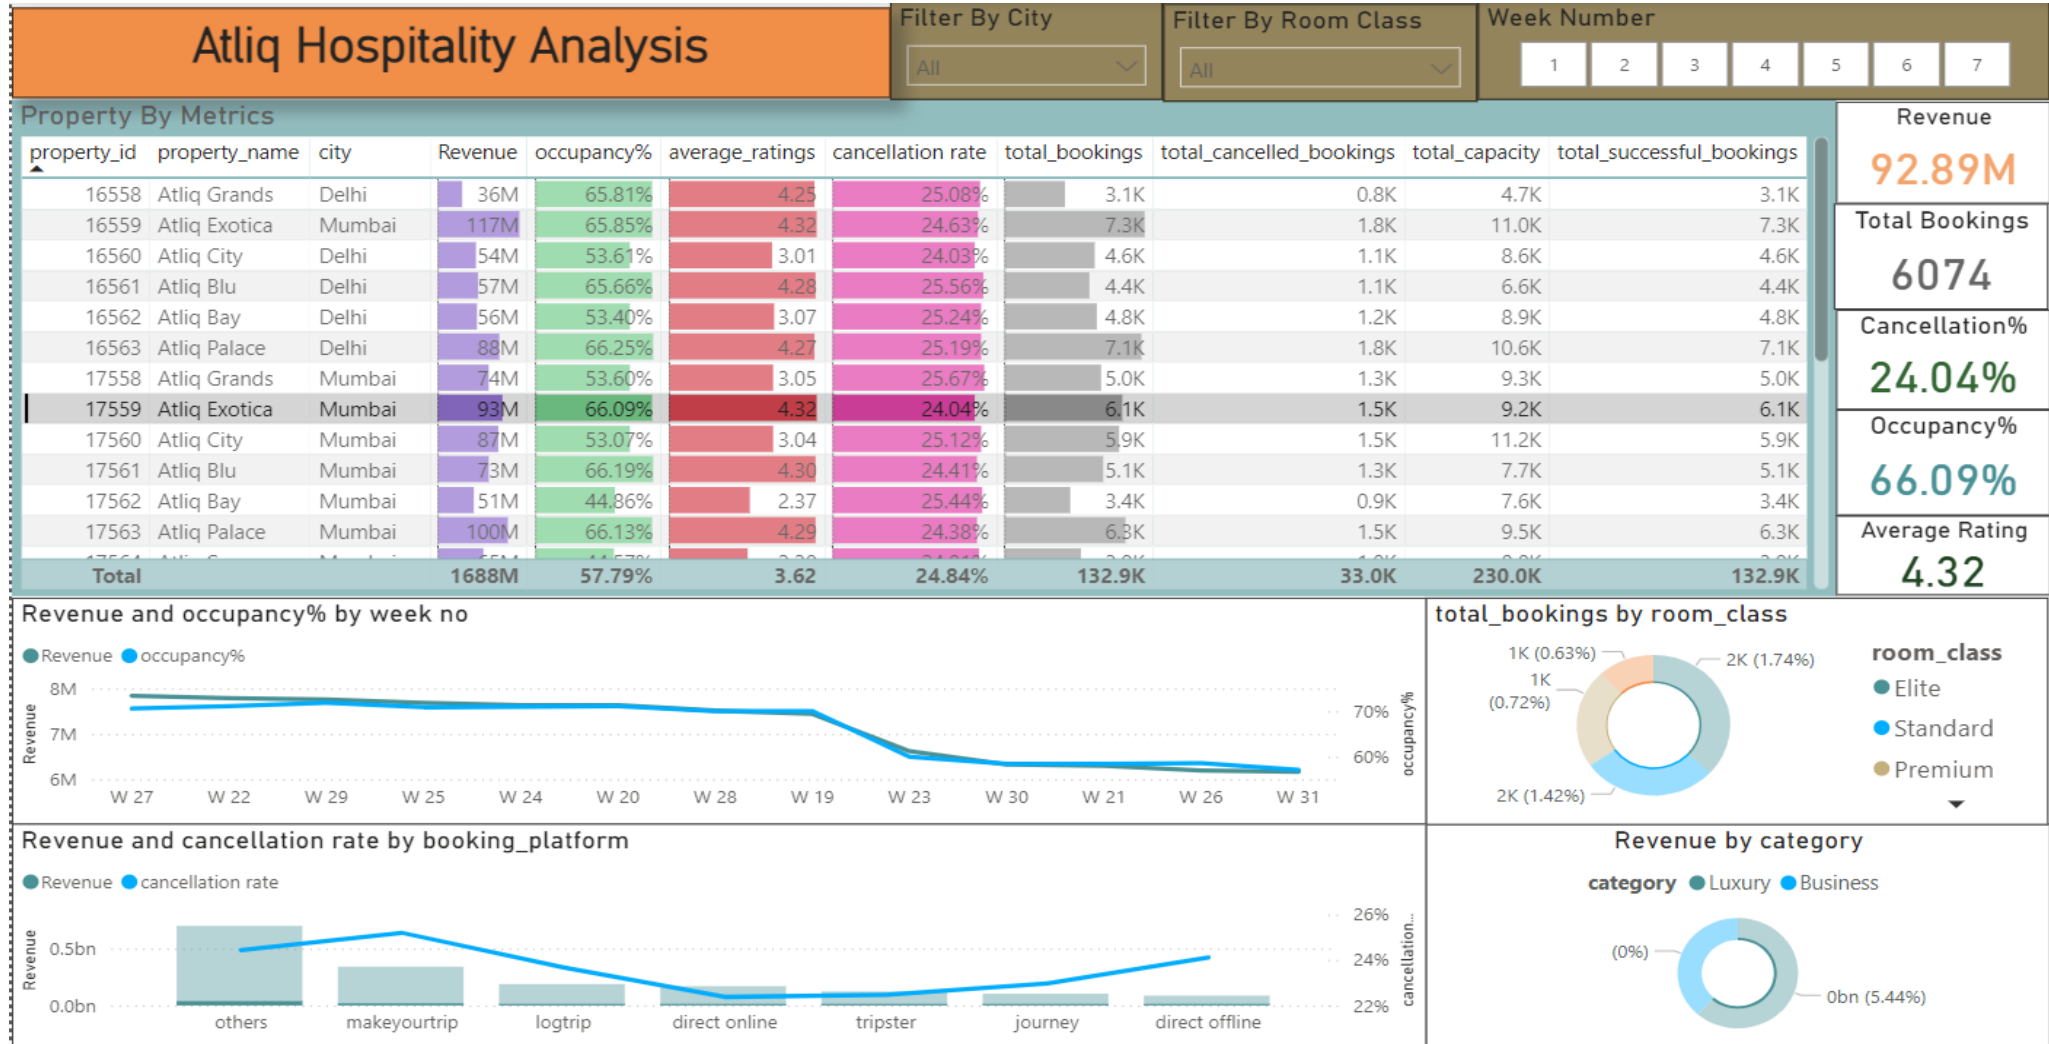 Atliq Hospitality Analysis
Filter By City
All
Filter By Room Class
All
Week Number
1 2 3 4 5 6 7
Property By Metrics
property_id property_name city Revenue occupancy% average_ratings cancellation rate total_bookings total_cancelled_bookings total_capacity total_successful_bookings
16558 Atliq Grands Delhi 36M 65.81% 4.25 25.08% 3.1K 0.8K 4.7K 3.1K
16559 Atliq Exotica Mumbai 117M 65.85% 4.32 24.63% 7.3K 1.8K 11.0K 7.3K
16560 Atliq City Delhi 54M 53.61% 3.01 24.03% 4.6K 1.1K 8.6K 4.6K
16561 Atliq Blu Delhi 57M 65.66% 4.28 25.56% 4.4K 1.1K 6.6K 4.4K
16562 Atliq Bay Delhi 56M 53.40% 3.07 25.24% 4.8K 1.2K 8.9K 4.8K
16563 Atliq Palace Delhi 88M 66.25% 4.27 25.19% 7.1K 1.8K 10.6K 7.1K
17558 Atliq Grands Mumbai 74M 53.60% 3.05 25.67% 5.0K 1.3K 9.3K 5.0K
17559 Atliq Exotica Mumbai 93M 66.09% 4.32 24.04% 6.1K 1.5K 9.2K 6.1K
17560 Atliq City Mumbai 87M 53.07% 3.04 25.12% 5.9K 1.5K 11.2K 5.9K
17561 Atliq Blu Mumbai 73M 66.19% 4.30 24.41% 5.1K 1.3K 7.7K 5.1K
17562 Atliq Bay Mumbai 51M 44.86% 2.37 25.44% 3.4K 0.9K 7.6K 3.4K
17563 Atliq Palace Mumbai 100M 66.13% 4.29 24.38% 6.3K 1.5K 9.5K 6.3K
Total 1688M 57.79% 3.62 24.84% 132.9K 33.0K 230.0K 132.9K
Revenue
92.89M
Total Bookings
6074
Cancellation%
24.04%
Occupancy%
66.09%
Average Rating
4.32
Revenue and occupancy% by week no
Revenue occupancy%
8M
7M
6M
Revenue
70%
60%
occupancy%
W 27 W 22 W 29 W 25 W 24 W 20 W 28 W 19 W 23 W 30 W 21 W 26 W 31
total_bookings by room_class
1K (0.63%)
1K
(0.72%)
2K (1.74%)
2K (1.42%)
room_class
Elite
Standard
Premium
Revenue and cancellation rate by booking_platform
Revenue cancellation rate
0.5bn
0.0bn
Revenue
26%
24%
22%
cancellation...
others makeyourtrip logtrip direct online tripster journey direct offline
Revenue by category
category Luxury Business
(0%)
0bn (5.44%)